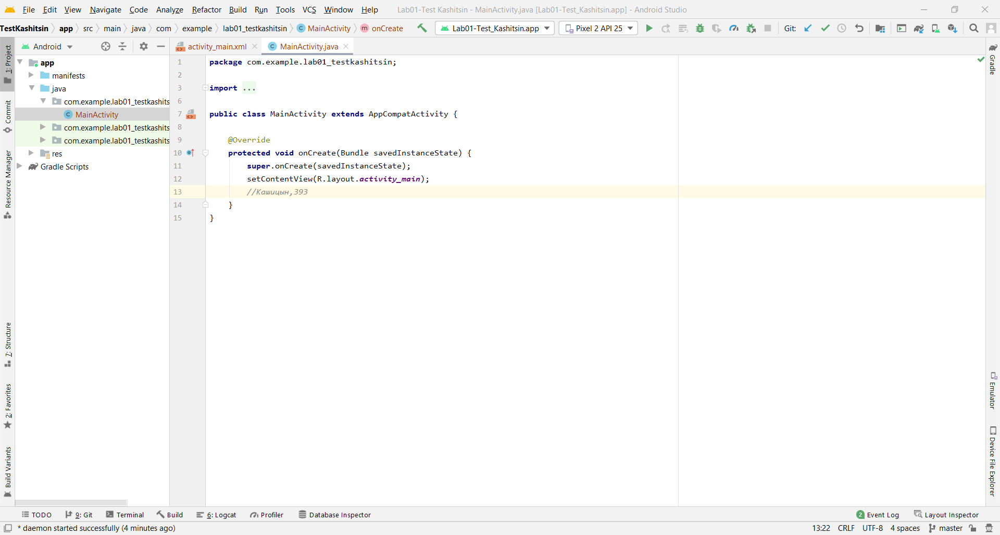 File Edit View Navigate Code Analyze Refactor Build Run Tools VCS Window Help Lab01-Test Kashitsin - MainActivity.java [Lab01-Test_Kashitsin.app] - Android Studio
TestKashitsin app src main java com example lab01_testkashitsin C MainActivity m onCreate Lab01-Test_Kashitsin.app Pixel 2 API 25 Git:
Android
activity_main.xml
C MainActivity.java
app
manifests
java
com.example.lab01_testkashits
C MainActivity
com.example.lab01_testkashits
com.example.lab01_testkashits
res
Gradle Scripts
1: Project
Commit
Resource Manager
7: Structure
2: Favorites
Build Variants
1 package com.example.lab01_testkashitsin;
2
3 import ...
6
7 public class MainActivity extends AppCompatActivity {
8
9 @Override
10 protected void onCreate(Bundle savedInstanceState) {
11 super.onCreate(savedInstanceState);
12 setContentView(R.layout.activity_main);
13 //Кашицын,393
14 }
15 }
Gradle
Emulator
Device File Explorer
TODO 9: Git Terminal Build 6: Logcat Profiler Database Inspector 2 Event Log Layout Inspector
* daemon started successfully (4 minutes ago) 13:22 CRLF UTF-8 4 spaces master